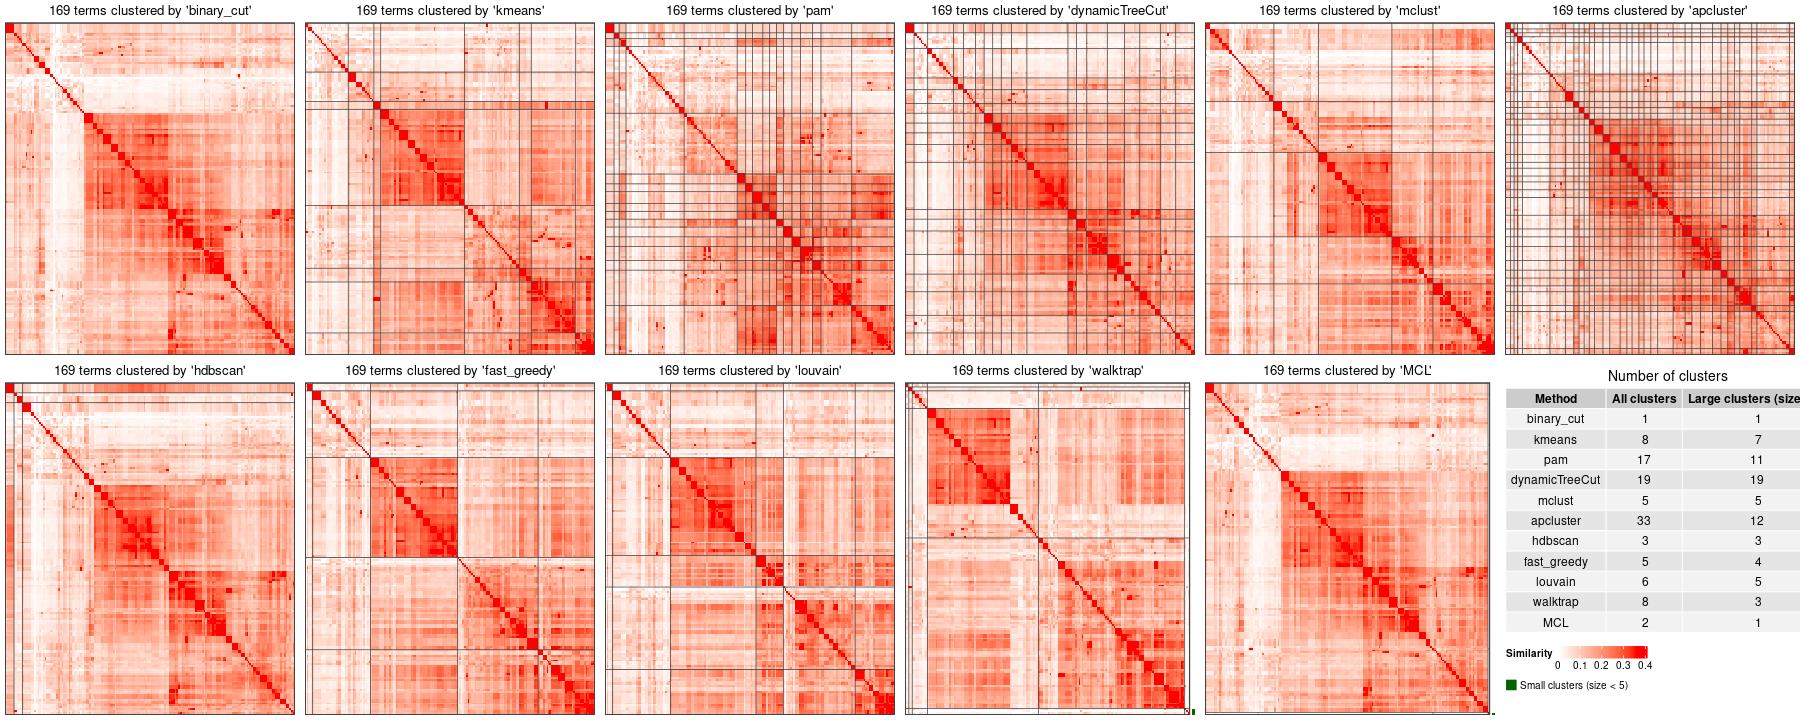 169 terms clustered by 'binary_cut'
169 terms clustered by 'kmeans'
169 terms clustered by 'pam'
169 terms clustered by 'dynamicTreeCut'
169 terms clustered by 'mclust'
169 terms clustered by 'apcluster'
169 terms clustered by 'hdbscan'
169 terms clustered by 'fast_greedy'
169 terms clustered by 'louvain'
169 terms clustered by 'walktrap'
169 terms clustered by 'MCL'
Number of clusters
Method All clusters Large clusters (size
binary_cut 1 1
kmeans 8 7
pam 17 11
dynamicTreeCut 19 19
mclust 5 5
apcluster 33 12
hdbscan 3 3
fast_greedy 5 4
louvain 6 5
walktrap 8 3
MCL 2 1
Similarity
0 0.1 0.2 0.3 0.4
Small clusters (size < 5)